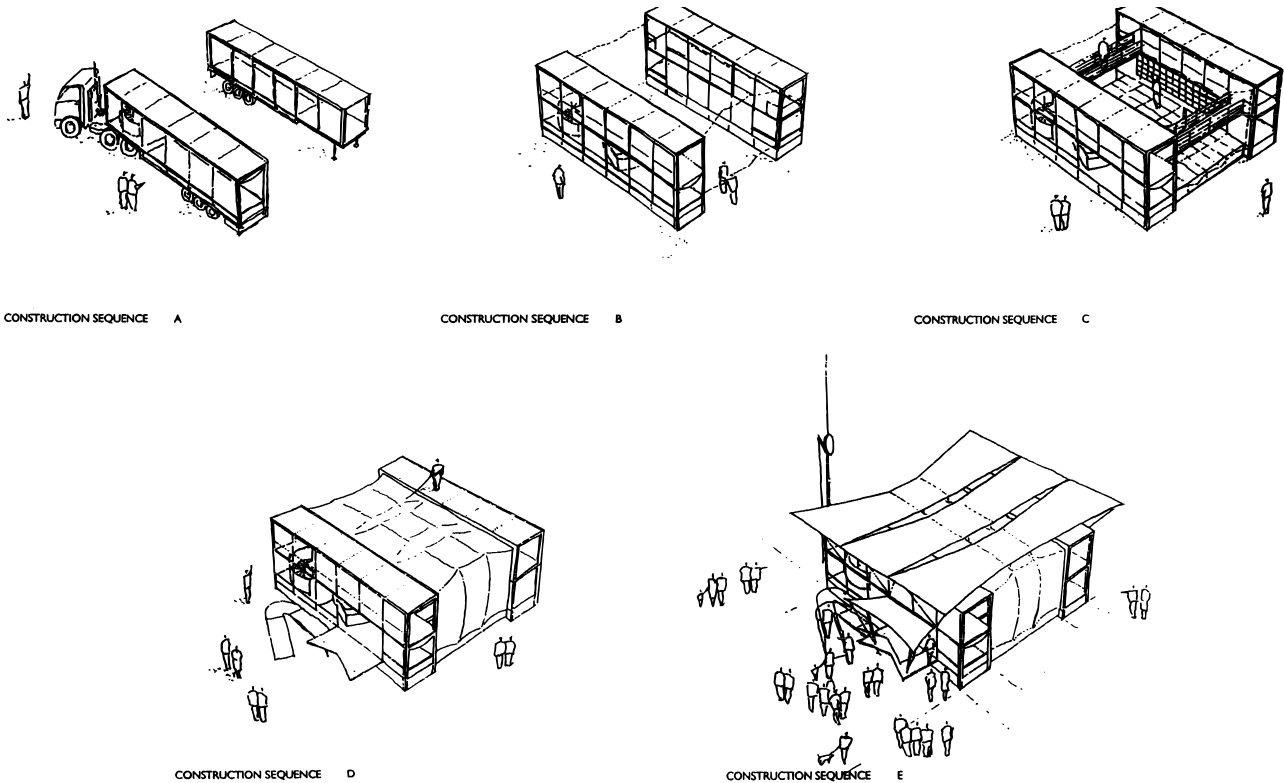 CONSTRUCTION SEQUENCE A
CONSTRUCTION SEQUENCE B
CONSTRUCTION SEQUENCE C
CONSTRUCTION SEQUENCE D
CONSTRUCTION SEQUENCE E